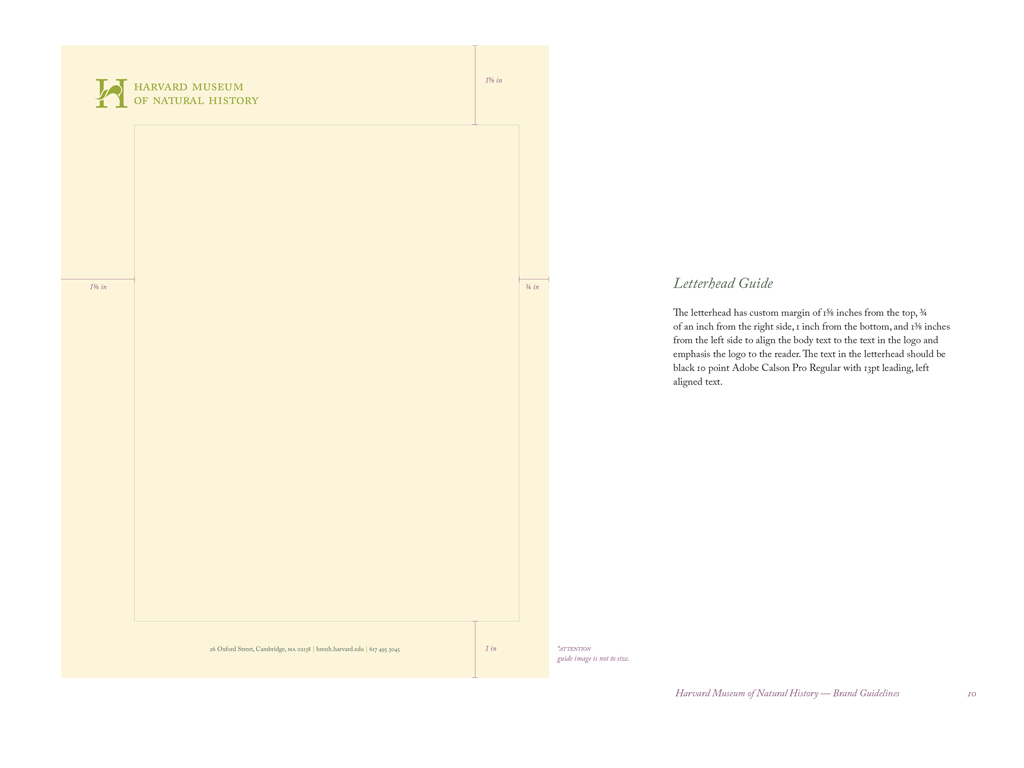 HARVARD MUSEUM
OF NATURAL HISTORY
1⅜ in
1⅜ in
¾ in
26 Oxford Street, Cambridge, MA 02138 | hmnh.harvard.edu | 617 495 3045
1 in
*ATTENTION
guide image is not to size.
Letterhead Guide
The letterhead has custom margin of 1⅜ inches from the top, ¾
of an inch from the right side, 1 inch from the bottom, and 1⅜ inches
from the left side to align the body text to the text in the logo and
emphasis the logo to the reader. The text in the letterhead should be
black 10 point Adobe Calson Pro Regular with 13pt leading, left
aligned text.
Harvard Museum of Natural History — Brand Guidelines 10